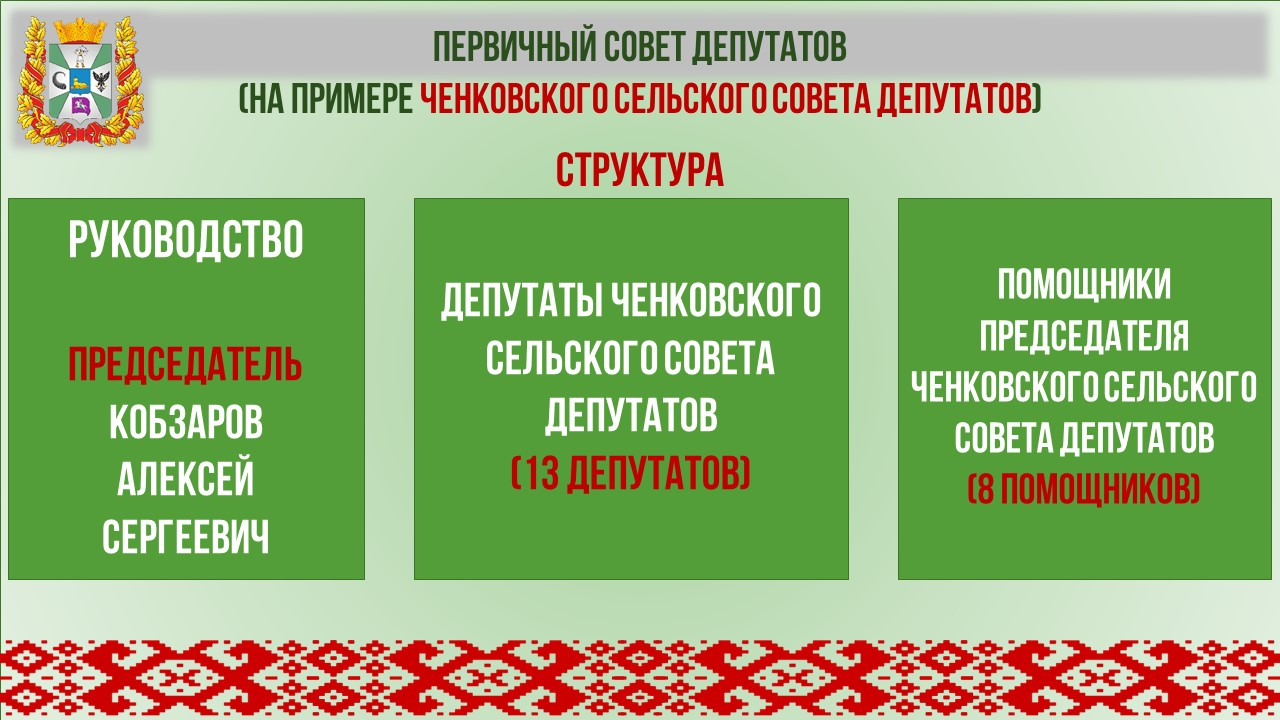 ПЕРВИЧНЫЙ СОВЕТ ДЕПУТАТОВ
(НА ПРИМЕРЕ ЧЕНКОВСКОГО СЕЛЬСКОГО СОВЕТА ДЕПУТАТОВ)
СТРУКТУРА
РУКОВОДСТВО
ПРЕДСЕДАТЕЛЬ
КОБЗАРОВ
АЛЕКСЕЙ
СЕРГЕЕВИЧ
ДЕПУТАТЫ ЧЕНКОВСКОГО
СЕЛЬСКОГО СОВЕТА
ДЕПУТАТОВ
(13 ДЕПУТАТОВ)
ПОМОЩНИКИ
ПРЕДСЕДАТЕЛЯ
ЧЕНКОВСКОГО СЕЛЬСКОГО
СОВЕТА ДЕПУТАТОВ
(8 ПОМОЩНИКОВ)